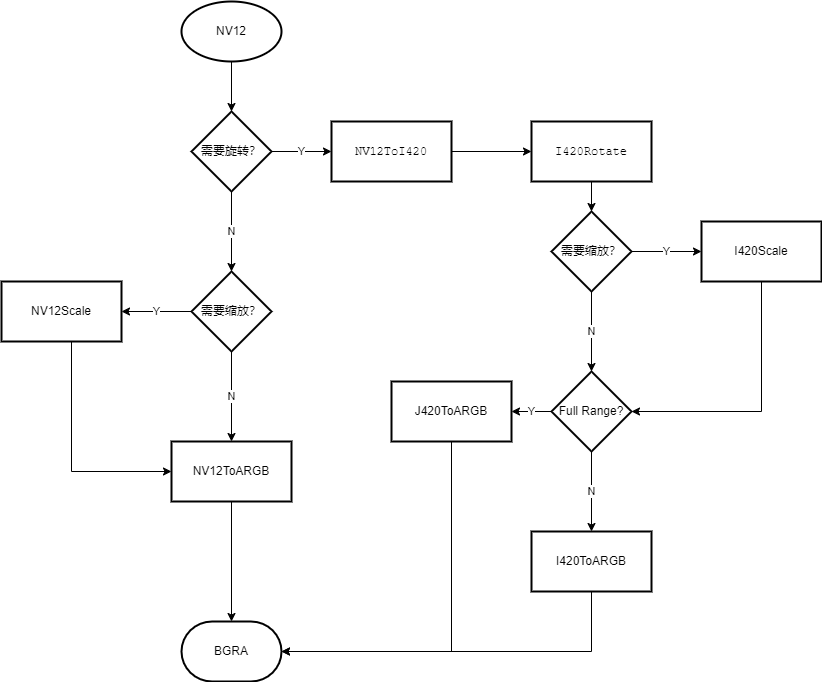 NV12
需要旋转?
Y
NV12ToI420
I420Rotate
N
需要缩放?
Y
I420Scale
NV12Scale
Y
需要缩放?
N
N
J420ToARGB
Y
Full Range?
NV12ToARGB
N
I420ToARGB
BGRA